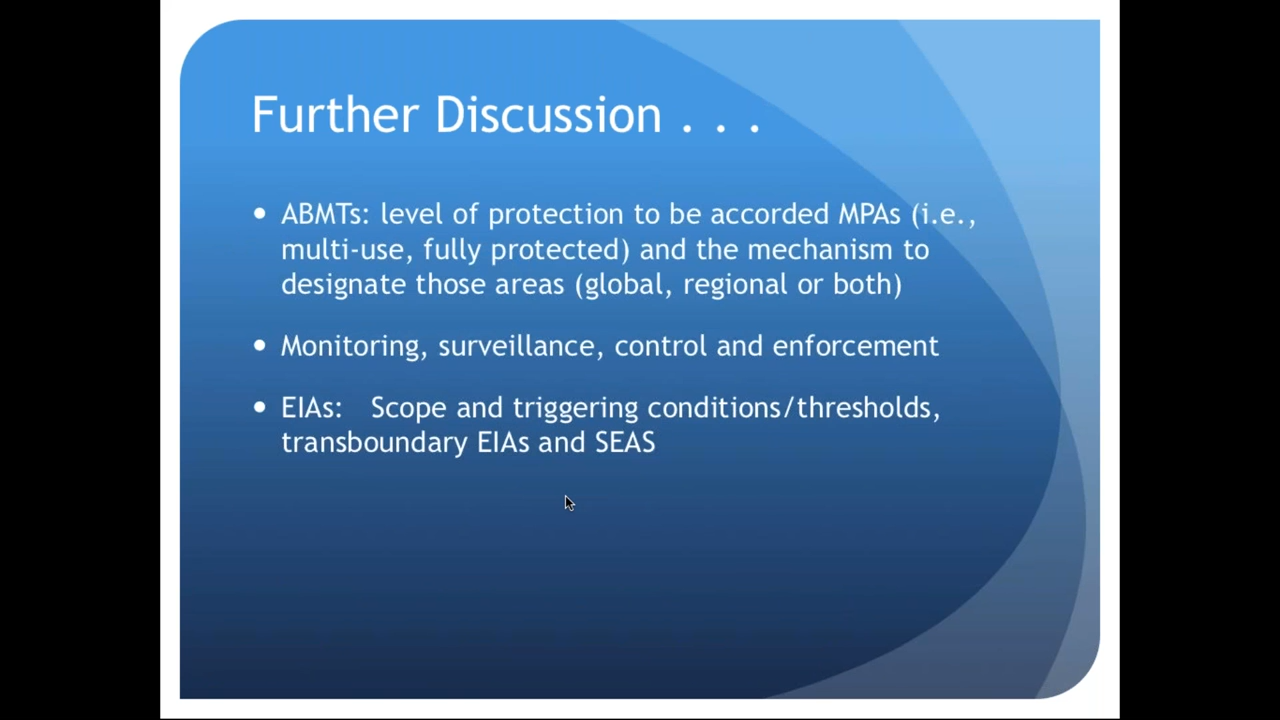 Further Discussion . . .
• ABMTs: level of protection to be accorded MPAs (i.e.,
multi-use, fully protected) and the mechanism to
designate those areas (global, regional or both)
• Monitoring, surveillance, control and enforcement
• EIAs: Scope and triggering conditions/thresholds,
transboundary EIAs and SEAS